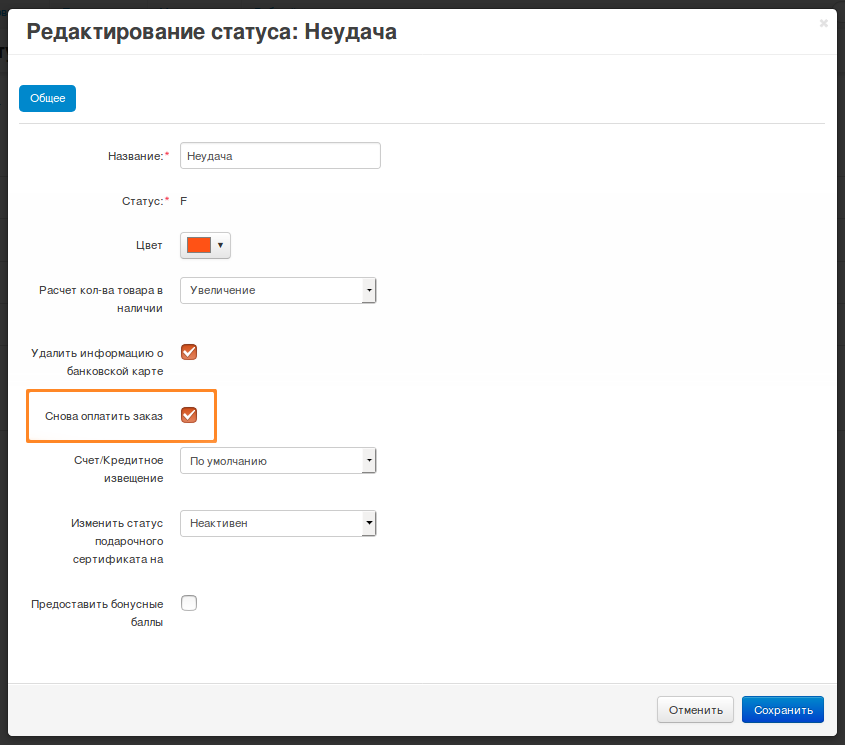 Редактирование статуса: Неудача
×
Общее
Название:*
Неудача
Статус:* F
Цвет
Расчет кол-ва товара в
наличии
Увеличение
Удалить информацию о
банковской карте
Снова оплатить заказ
Счет/Кредитное
извещение
По умолчанию
Изменить статус
подарочного
сертификата на
Неактивен
Предоставить бонусные
баллы
Отменить
Сохранить